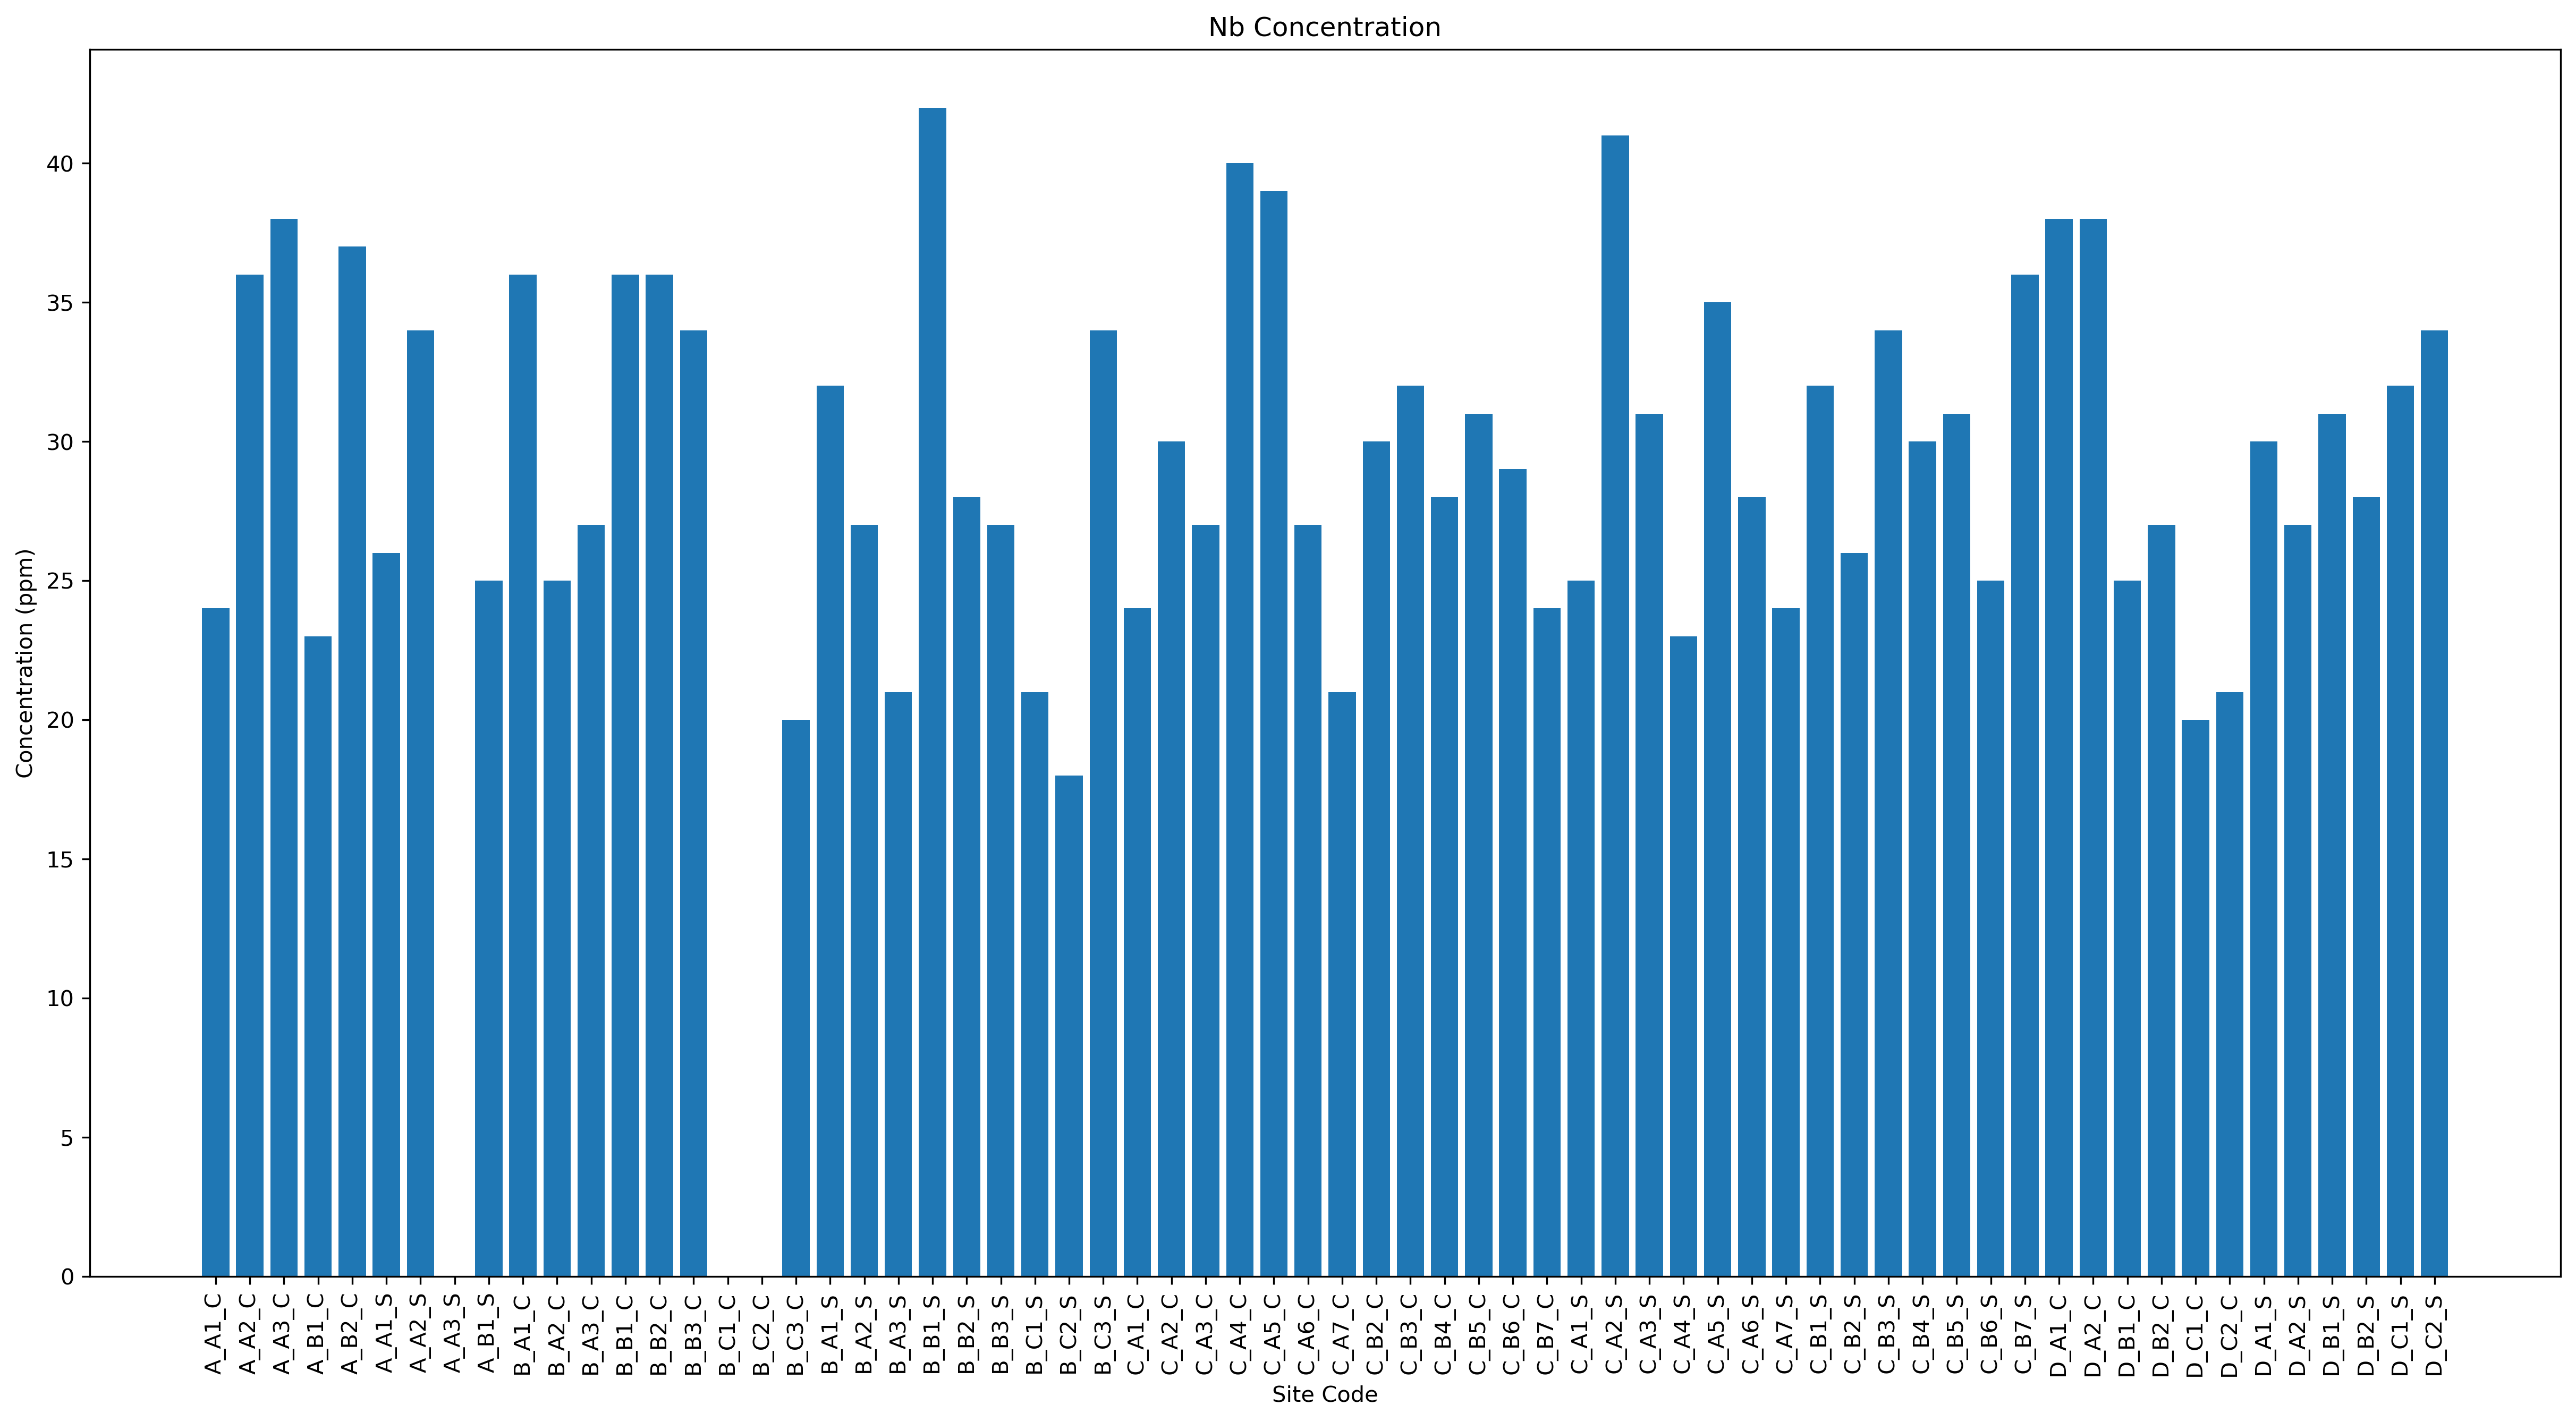 Nb Concentration
Concentration (ppm)
40
35
30
25
20
15
10
5
0
A_A1_C
A_A2_C
A_A3_C
A_B1_C
A_B2_C
A_A1_S
A_A2_S
A_A3_S
A_B1_S
B_A1_C
B_A2_C
B_A3_C
B_B1_C
B_B2_C
B_B3_C
B_C1_C
B_C2_C
B_C3_C
B_A1_S
B_A2_S
B_A3_S
B_B1_S
B_B2_S
B_B3_S
B_C1_S
B_C2_S
B_C3_S
C_A1_C
C_A2_C
C_A3_C
C_A4_C
C_A5_C
C_A6_C
C_A7_C
C_B2_C
C_B3_C
C_B4_C
C_B5_C
C_B6_C
C_B7_C
C_A1_S
C_A2_S
C_A3_S
C_A4_S
C_A5_S
C_A6_S
C_A7_S
C_B1_S
C_B2_S
C_B3_S
C_B4_S
C_B5_S
C_B6_S
C_B7_S
D_A1_C
D_A2_C
D_B1_C
D_B2_C
D_C1_C
D_C2_C
D_A1_S
D_A2_S
D_B1_S
D_B2_S
D_C1_S
D_C2_S
Site Code